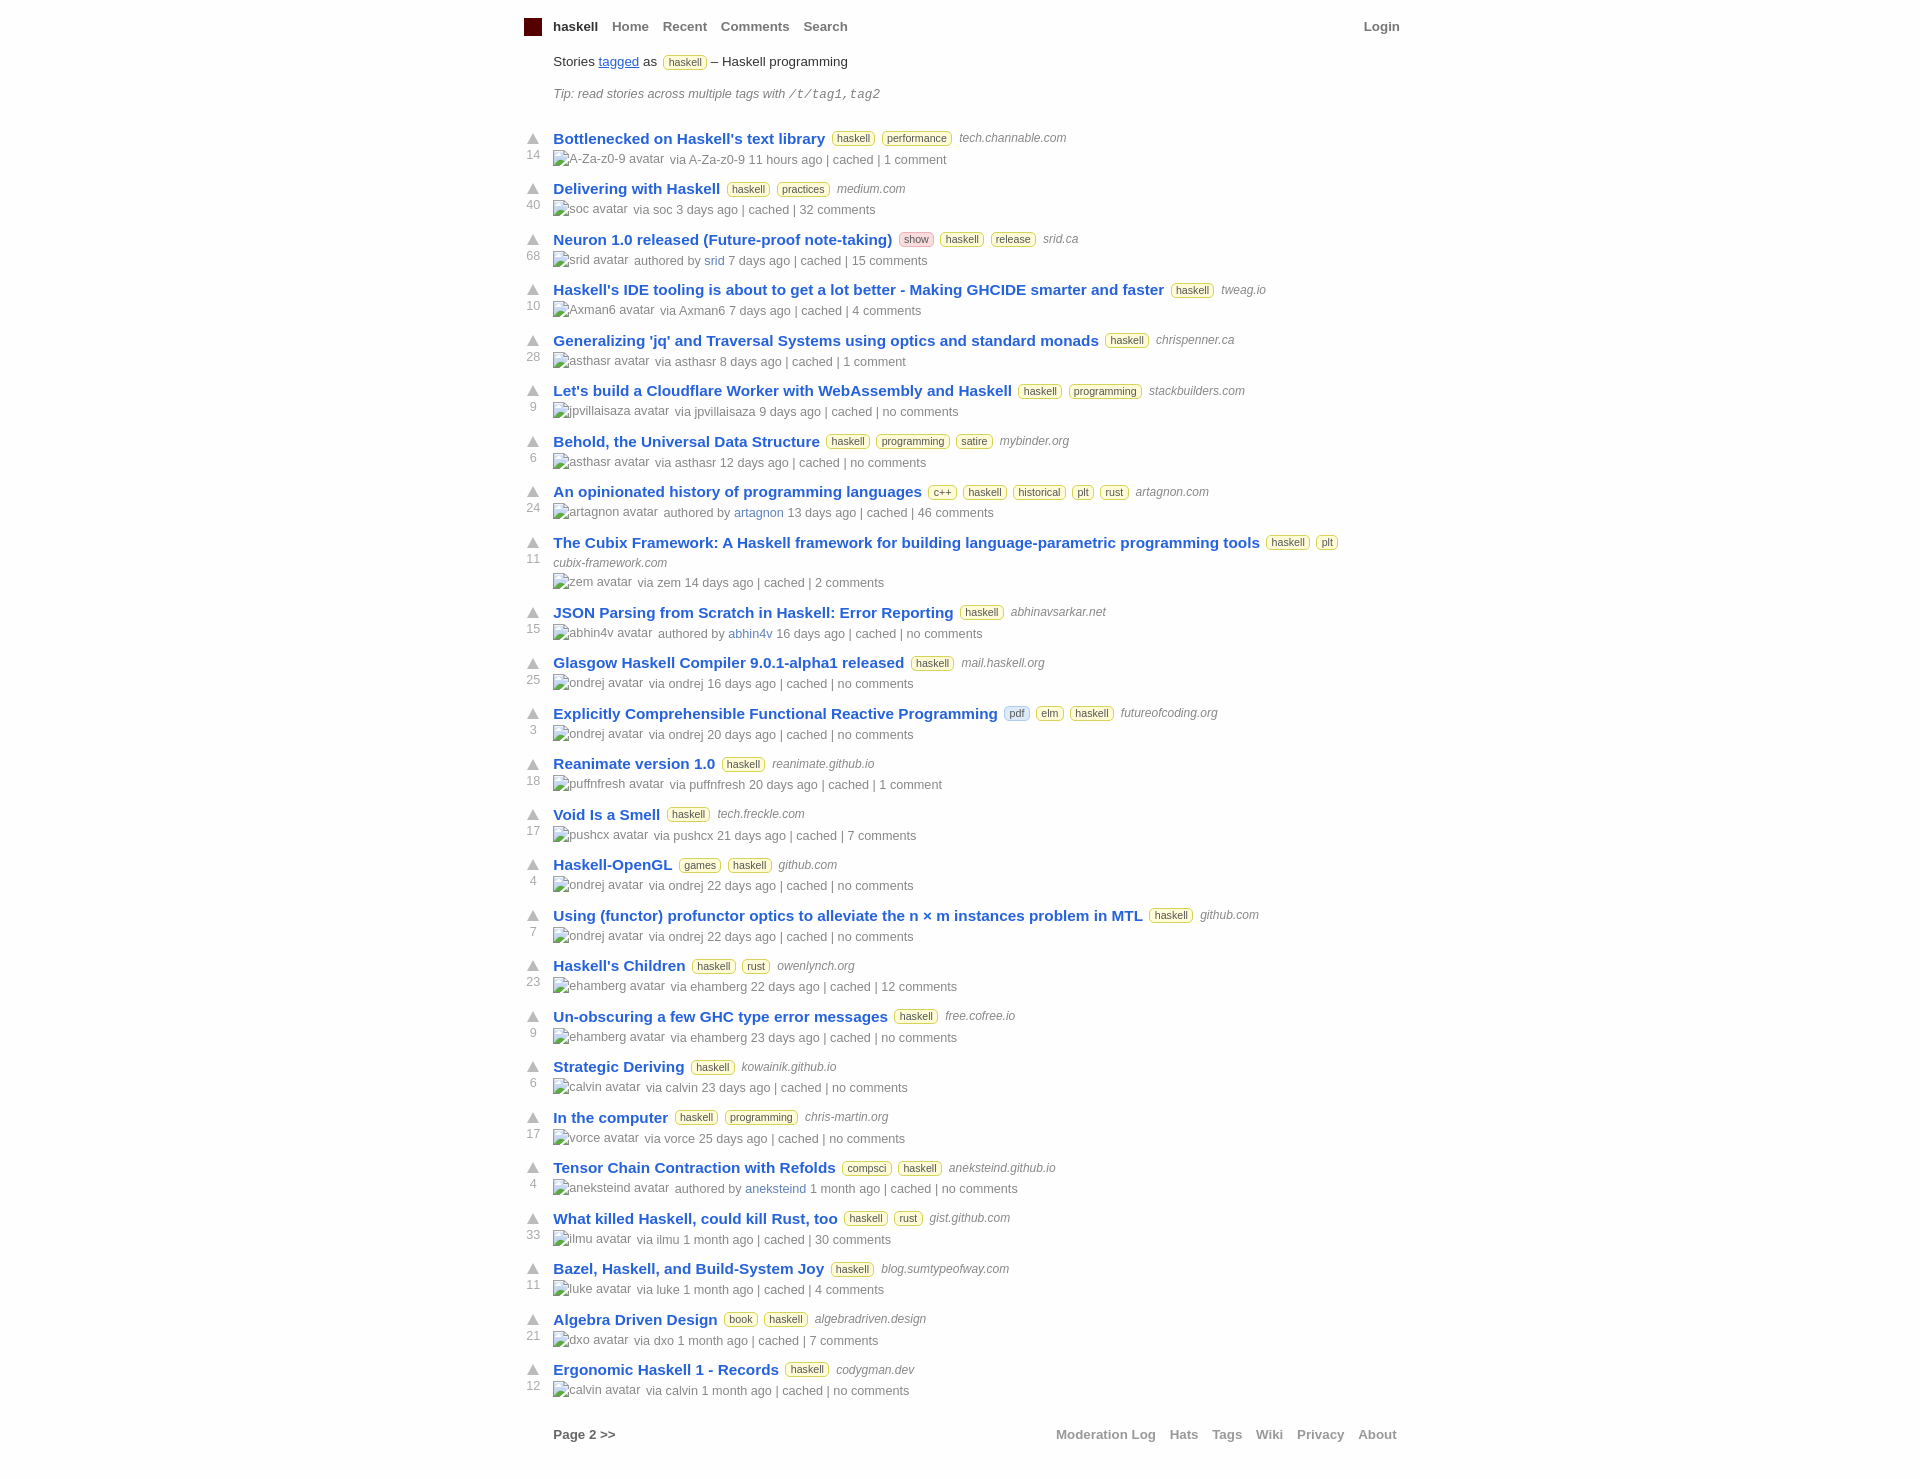 haskell Home Recent Comments Search Login
Stories tagged as haskell – Haskell programming
Tip: read stories across multiple tags with /t/tag1,tag2
Bottlenecked on Haskell's text library haskell performance tech.channable.com
14 A-Za-z0-9 avatar via A-Za-z0-9 11 hours ago | cached | 1 comment
Delivering with Haskell haskell practices medium.com
40 soc avatar via soc 3 days ago | cached | 32 comments
Neuron 1.0 released (Future-proof note-taking) show haskell release srid.ca
68 srid avatar authored by srid 7 days ago | cached | 15 comments
Haskell's IDE tooling is about to get a lot better - Making GHCIDE smarter and faster haskell tweag.io
10 Axman6 avatar via Axman6 7 days ago | cached | 4 comments
Generalizing 'jq' and Traversal Systems using optics and standard monads haskell chrispenner.ca
28 asthasr avatar via asthasr 8 days ago | cached | 1 comment
Let's build a Cloudflare Worker with WebAssembly and Haskell haskell programming stackbuilders.com
9 jpvillaisaza avatar via jpvillaisaza 9 days ago | cached | no comments
Behold, the Universal Data Structure haskell programming satire mybinder.org
6 asthasr avatar via asthasr 12 days ago | cached | no comments
An opinionated history of programming languages c++ haskell historical plt rust artagnon.com
24 artagnon avatar authored by artagnon 13 days ago | cached | 46 comments
The Cubix Framework: A Haskell framework for building language-parametric programming tools haskell plt
11 cubix-framework.com
zem avatar via zem 14 days ago | cached | 2 comments
JSON Parsing from Scratch in Haskell: Error Reporting haskell abhinavsarkar.net
15 abhin4v avatar authored by abhin4v 16 days ago | cached | no comments
Glasgow Haskell Compiler 9.0.1-alpha1 released haskell mail.haskell.org
25 ondrej avatar via ondrej 16 days ago | cached | no comments
Explicitly Comprehensible Functional Reactive Programming pdf elm haskell futureofcoding.org
3 ondrej avatar via ondrej 20 days ago | cached | no comments
Reanimate version 1.0 haskell reanimate.github.io
18 puffnfresh avatar via puffnfresh 20 days ago | cached | 1 comment
Void Is a Smell haskell tech.freckle.com
17 pushcx avatar via pushcx 21 days ago | cached | 7 comments
Haskell-OpenGL games haskell github.com
4 ondrej avatar via ondrej 22 days ago | cached | no comments
Using (functor) profunctor optics to alleviate the n × m instances problem in MTL haskell github.com
7 ondrej avatar via ondrej 22 days ago | cached | no comments
Haskell's Children haskell rust owenlynch.org
23 ehamberg avatar via ehamberg 22 days ago | cached | 12 comments
Un-obscuring a few GHC type error messages haskell free.cofree.io
9 ehamberg avatar via ehamberg 23 days ago | cached | no comments
Strategic Deriving haskell kowainik.github.io
6 calvin avatar via calvin 23 days ago | cached | no comments
In the computer haskell programming chris-martin.org
17 vorce avatar via vorce 25 days ago | cached | no comments
Tensor Chain Contraction with Refolds compsci haskell aneksteind.github.io
4 aneksteind avatar authored by aneksteind 1 month ago | cached | no comments
What killed Haskell, could kill Rust, too haskell rust gist.github.com
33 ilmu avatar via ilmu 1 month ago | cached | 30 comments
Bazel, Haskell, and Build-System Joy haskell blog.sumtypeofway.com
11 luke avatar via luke 1 month ago | cached | 4 comments
Algebra Driven Design book haskell algebradriven.design
21 dxo avatar via dxo 1 month ago | cached | 7 comments
Ergonomic Haskell 1 - Records haskell codygman.dev
12 calvin avatar via calvin 1 month ago | cached | no comments
Page 2 >> Moderation Log Hats Tags Wiki Privacy About